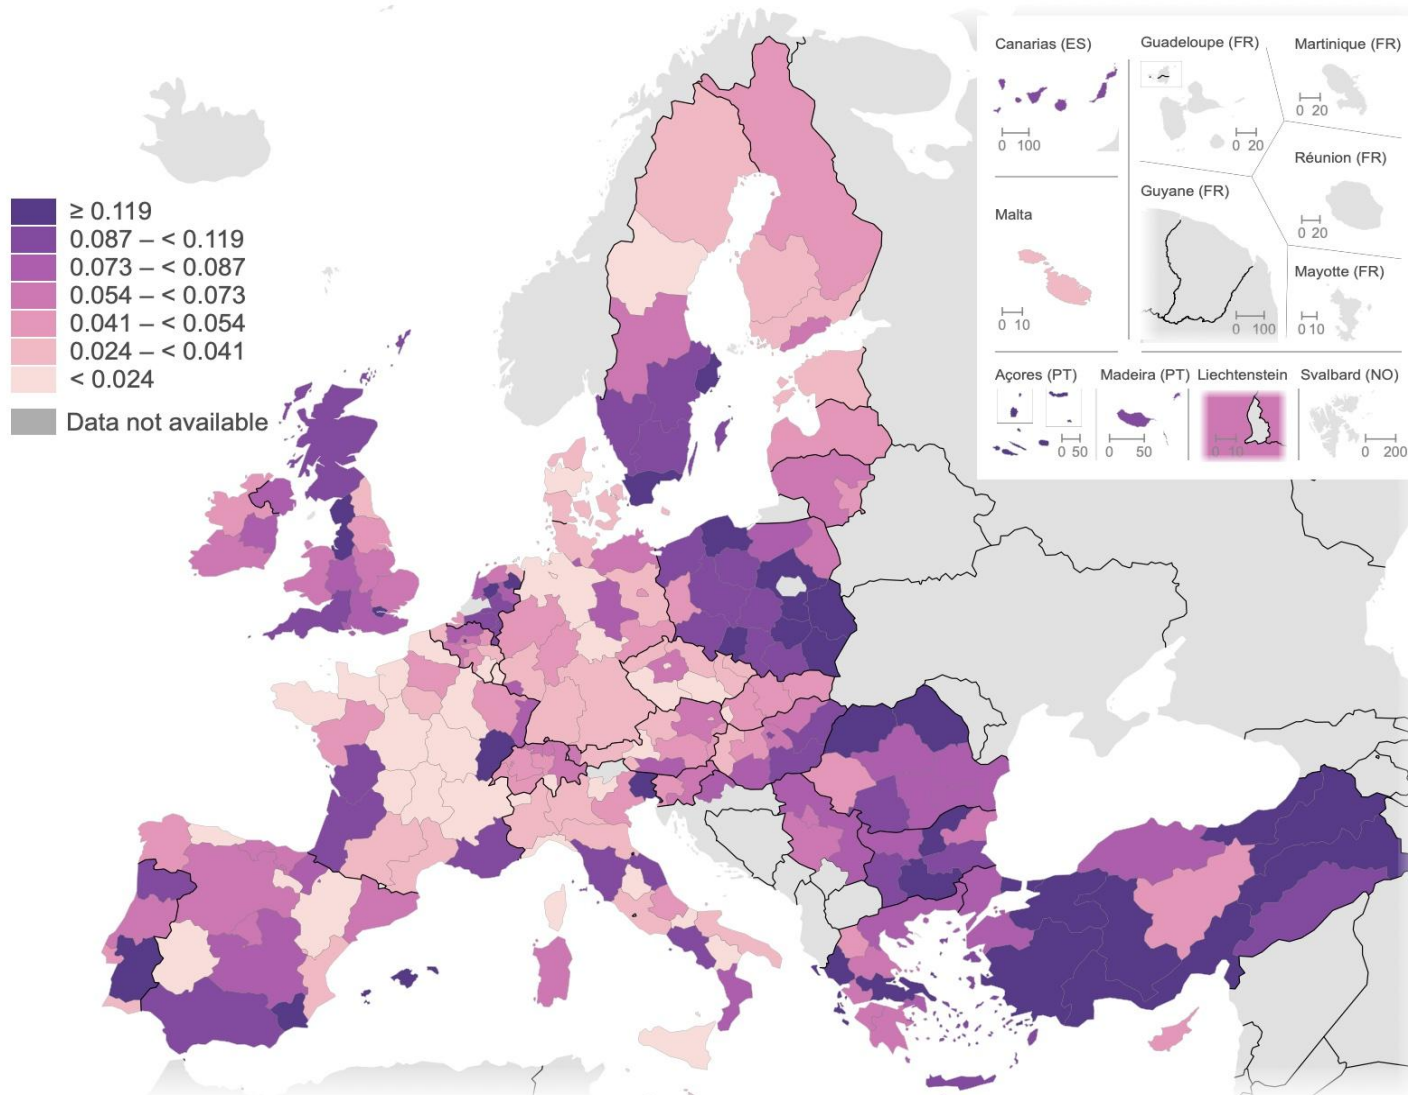 ≥ 0.119
0.087 – < 0.119
0.073 – < 0.087
0.054 – < 0.073
0.041 – < 0.054
0.024 – < 0.041
< 0.024
Data not available
Canarias (ES)
0 100
Guadeloupe (FR)
0 20
Martinique (FR)
0 20
Réunion (FR)
0 20
Guyane (FR)
0 100
Mayotte (FR)
0 10
Malta
0 10
Açores (PT)
0 50
Madeira (PT)
0 50
Liechtenstein
0 10
Svalbard (NO)
0 200